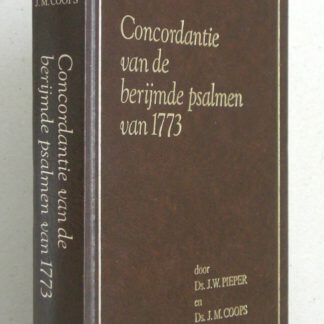 J.M. COOPS
Concordantie van de
berijmde psalmen van 1773
Concordantie
van de
berijmde psalmen
van 1773
door
Ds. J.W. PIEPER
en
Ds. J.M. COOPS